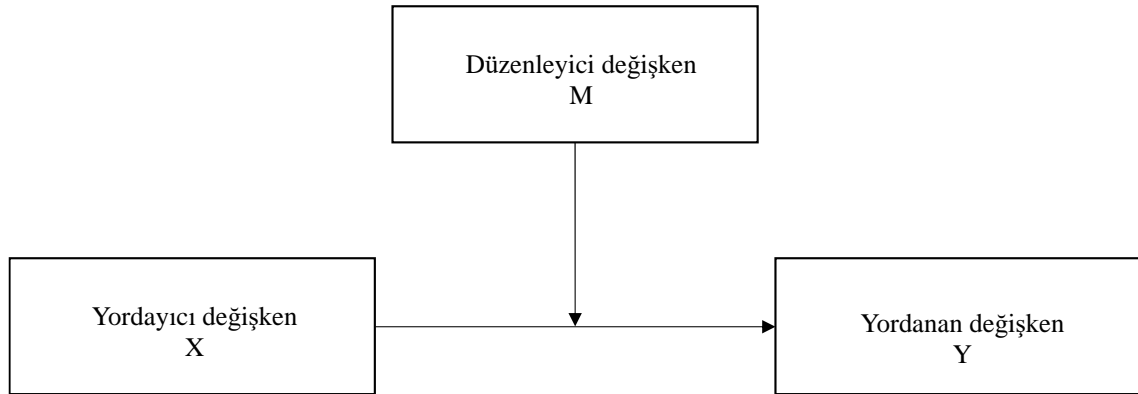 Düzenleyici değişken
M
Yordayıcı değişken
X
Yordanan değişken
Y